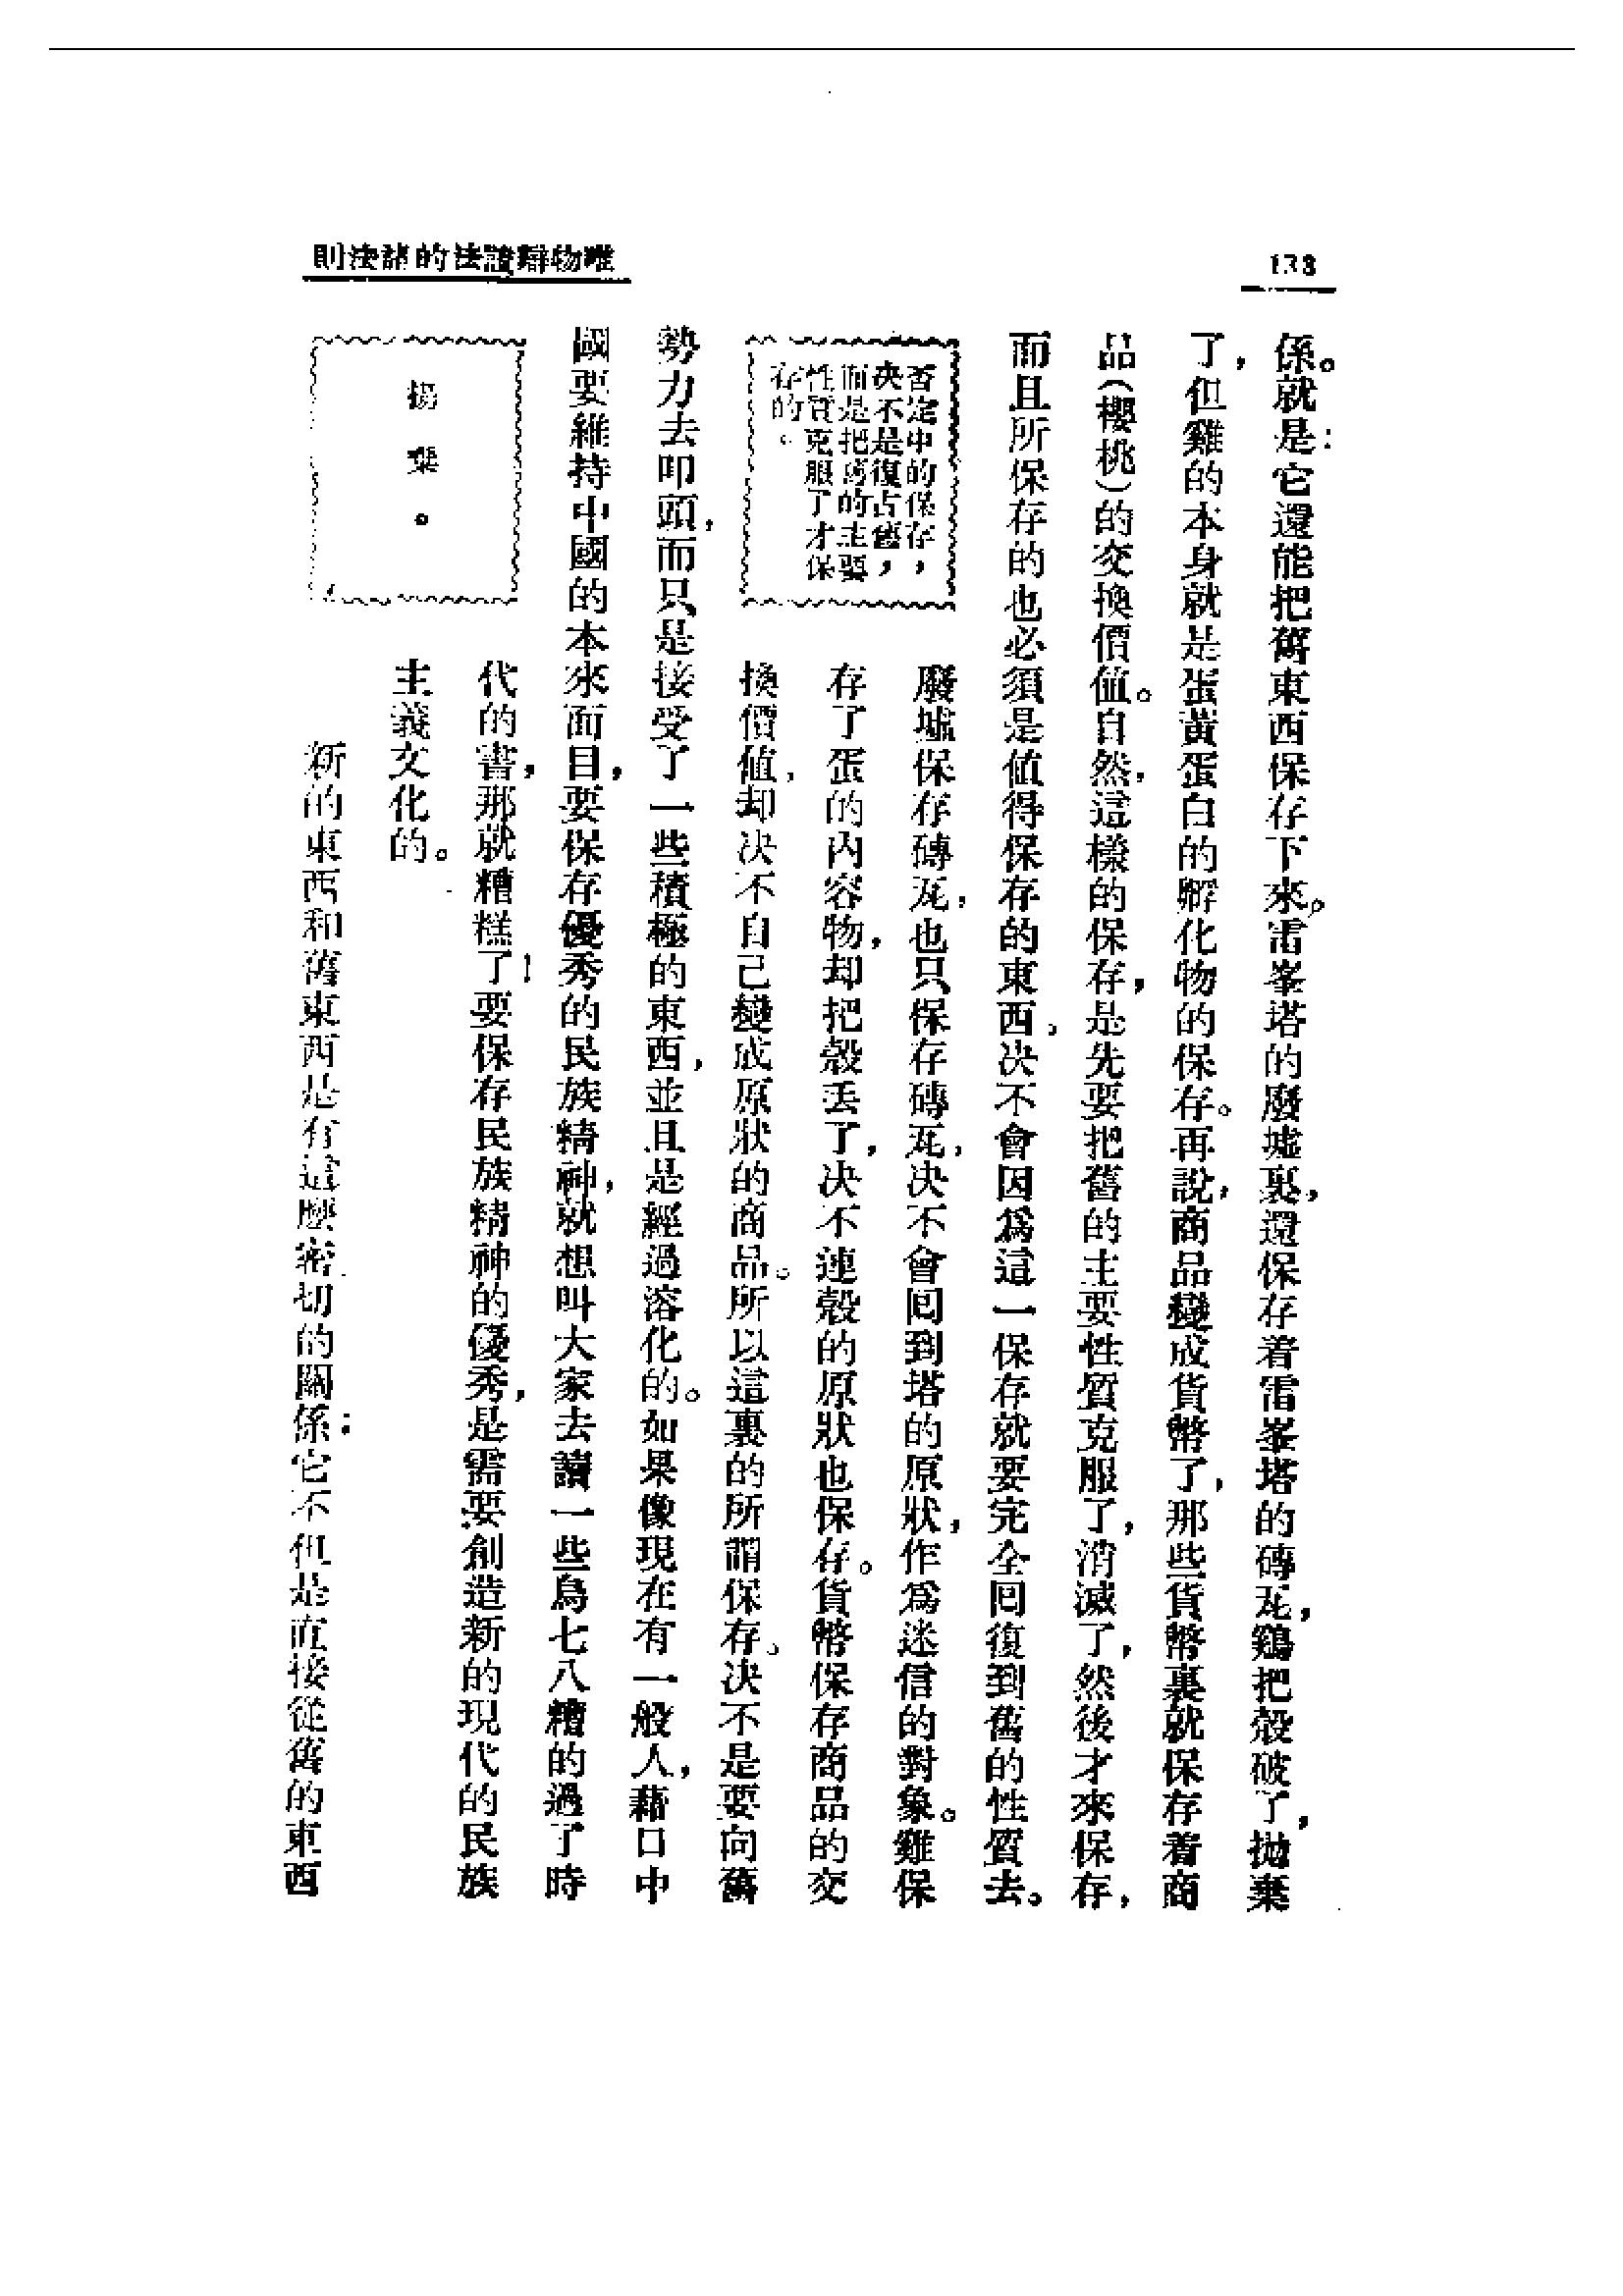 138
則法諸的法證辯物唯
係。就是：它還能把舊東西保存下來。雷峯塔的廢墟裏，還保存着雷峯塔的磚瓦，鷄把殼破了，拋棄
了，但雞的本身就是蛋黃蛋白的孵化物的保存。再說，商品變成貨幣了，那些貨幣裏就保存着商
品（櫻桃）的交換價值。自然，這樣的保存，是先要把舊的主要性質克服了，消滅了，然後才來保存，
而且所保存的也必須是值得保存的東西，决不會因爲這一保存就要完全囘復到舊的性質去。
否定中的保存，
决不是復古舊，
而是把舊的主要
性質克服了才保
存的。
廢墟保存磚瓦，也只保存磚瓦，决不會囘到塔的原狀，作爲迷信的對象。雞保
存了蛋的內容物，却把殼丢了，决不連殼的原狀也保存。貨幣保存商品的交
換價值，却决不自己變成原狀的商品。所以這裏的所謂保存。决不是要向舊
勢力去叩頭，而只是接受了一些積極的東西，並且是經過溶化的。如果像現在有一般人，藉口中
國要維持中國的本來面目，要保存優秀的民族精神，就想叫大家去讀一些烏七八糟的過了時
揚棄。
代的書，那就糟糕了！要保存民族精神的優秀，是需要創造新的現代的民族
主義文化的。
新的東西和舊東西是有這麽密切的關係；它不但是直接從舊的東西